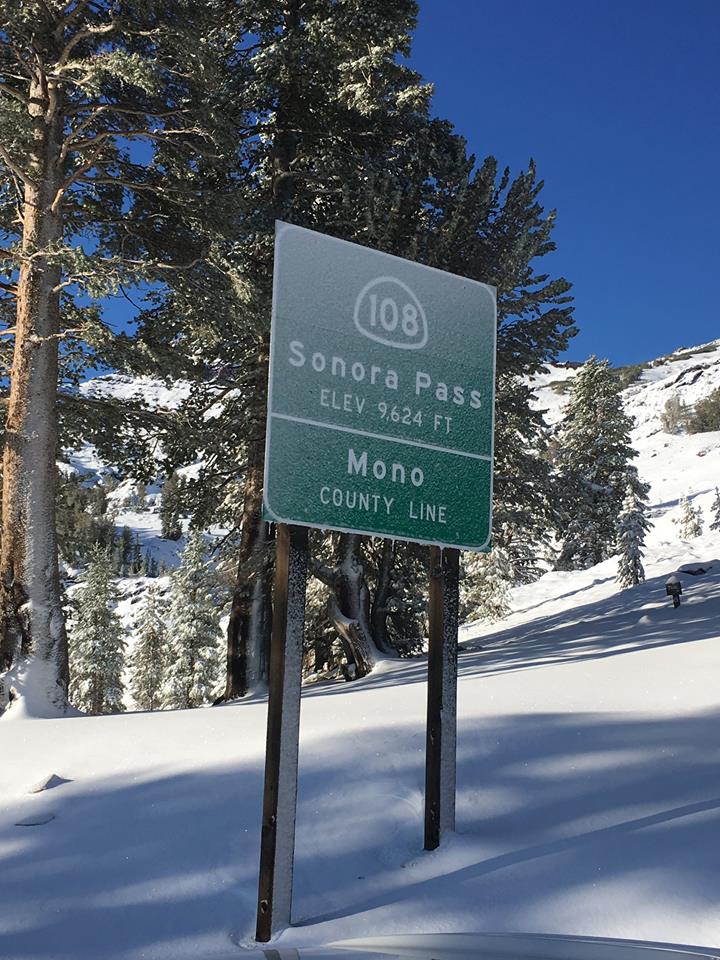 108
Sonora Pass
ELEV 9,624 FT
Mono
COUNTY LINE